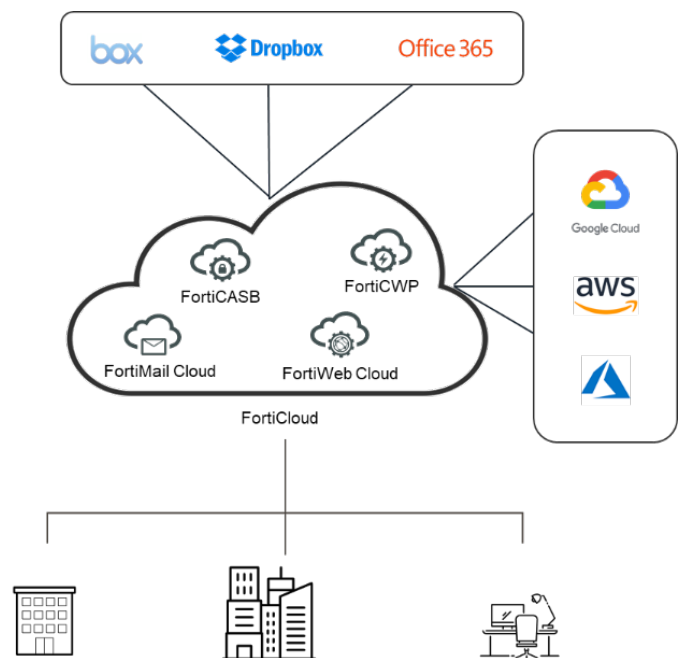 box
Dropbox
Office 365
Google Cloud
aws
FortiCASB
FortiCWP
FortiMail Cloud
FortiWeb Cloud
FortiCloud